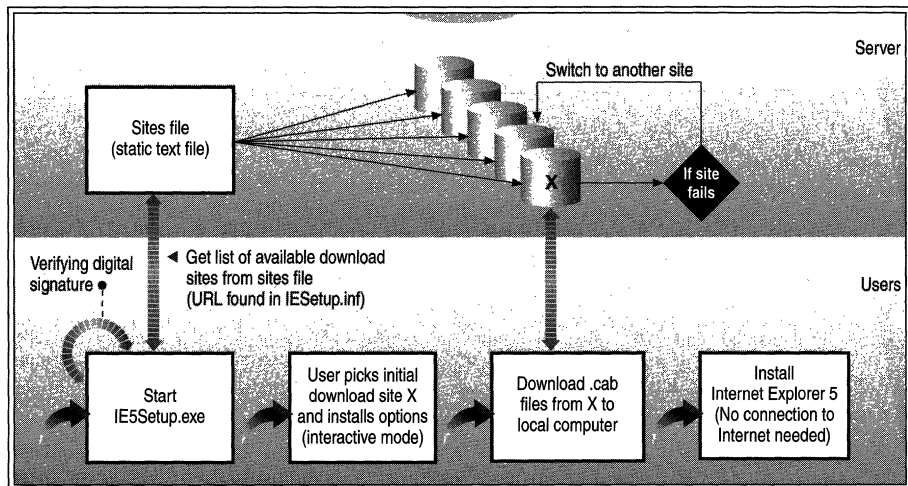 Server
Switch to another site
Sites file
(static text file)
X
If site
fails
Verifying digital
signature
Get list of available download
sites from sites file
(URL found in IESetup.inf)
Users
Start
IE5Setup.exe
User picks initial
download site X
and installs options
(interactive mode)
Download .cab
files from X to
local computer
Install
Internet Explorer 5
(No connection to
Internet needed)